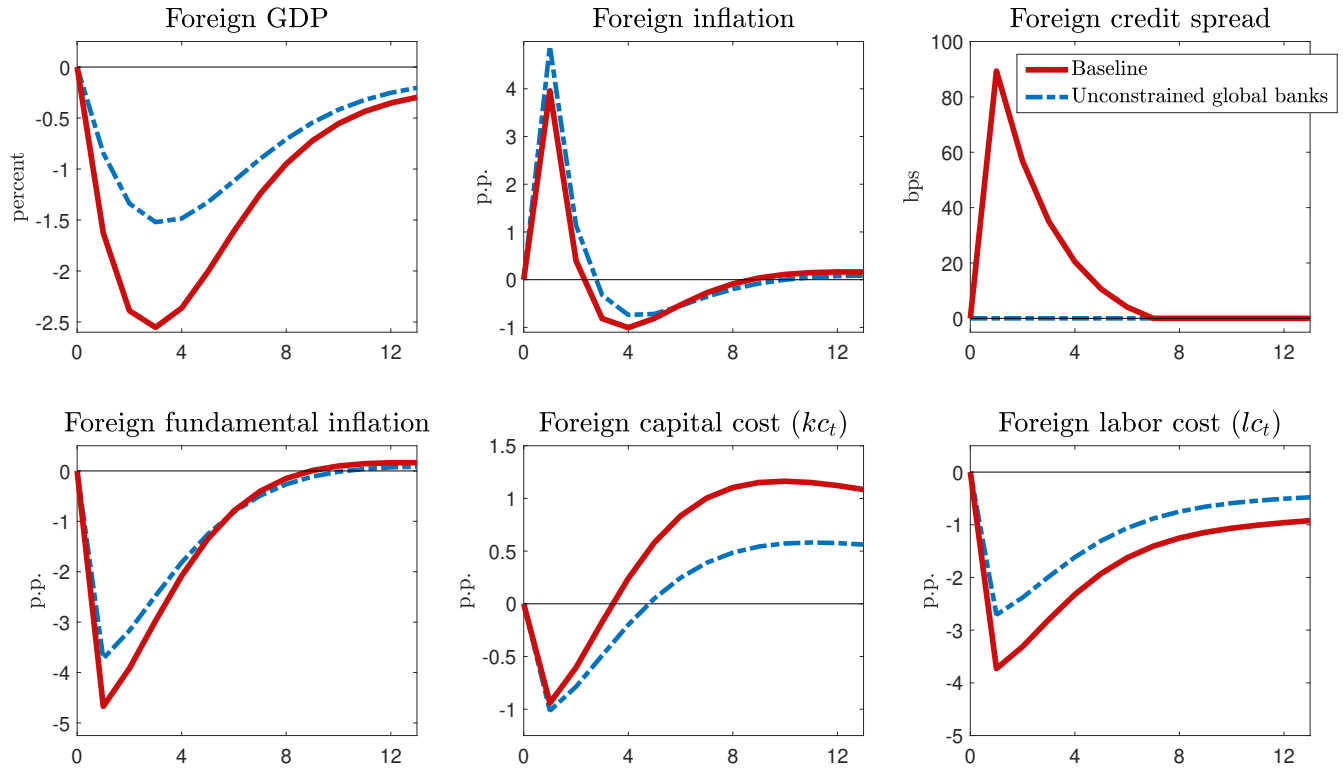 Foreign GDP
percent
0
-0.5
-1
-1.5
-2
-2.5
0 4 8 12
Foreign inflation
p.p.
4
3
2
1
0
-1
0 4 8 12
Foreign credit spread
bps
100
80
60
40
20
0
0 4 8 12
Baseline
Unconstrained global banks
Foreign fundamental inflation
p.p.
0
-1
-2
-3
-4
-5
0 4 8 12
Foreign capital cost (kc_t)
p.p.
1.5
1
0.5
0
-0.5
-1
0 4 8 12
Foreign labor cost (lc_t)
p.p.
0
-1
-2
-3
-4
-5
0 4 8 12